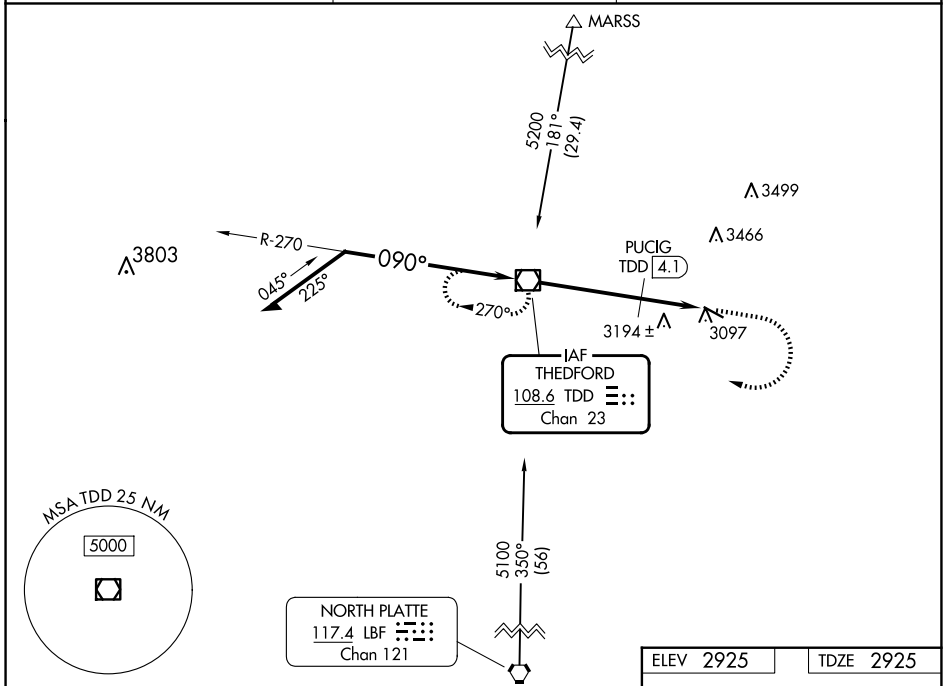 MARSS
5200
181°
(29.4)
3499
3466
3803
R-270
090°
045°
225°
270°
PUCIG
TDD 4.1
3194 ±
3097
IAF
THEDFORD
108.6 TDD
Chan 23
MSA TDD 25 NM
5000
5100
350°
(56)
NORTH PLATTE
117.4 LBF
Chan 121
ELEV 2925
TDZE 2925